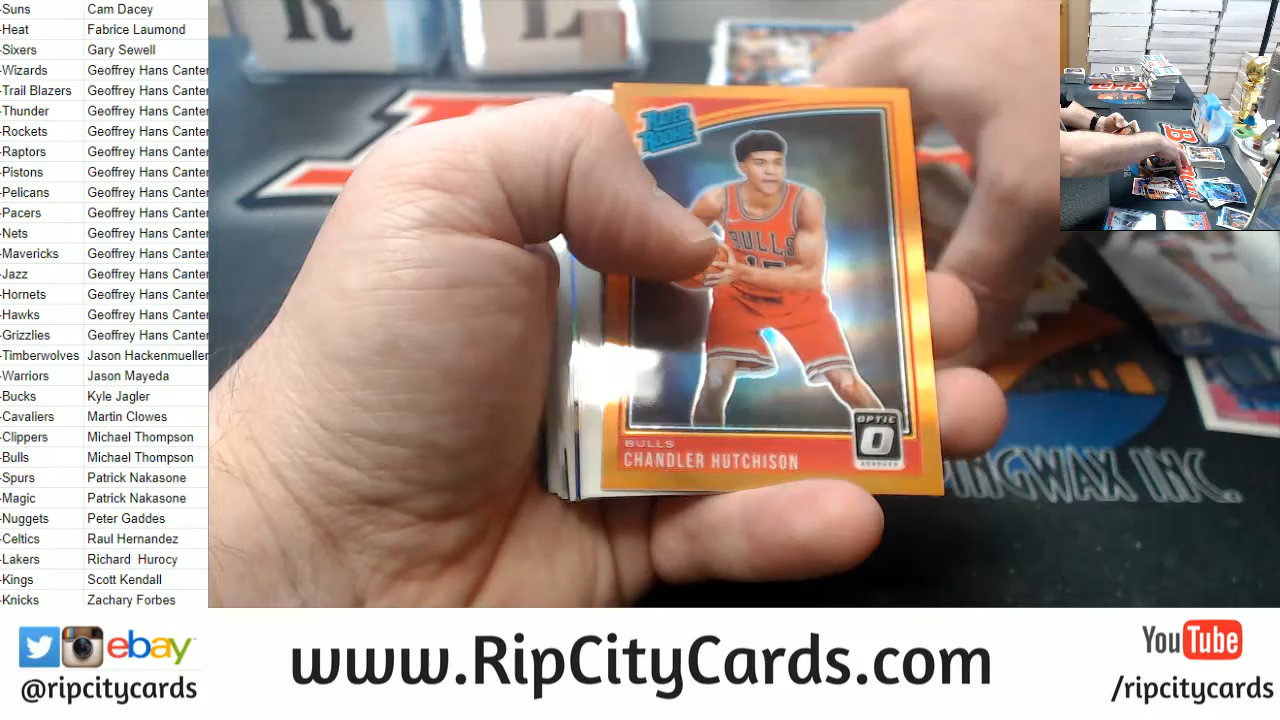 -Suns Cam Dacey
-Heat Fabrice Laumond
-Sixers Gary Sewell
-Wizards Geoffrey Hans Canter
-Trail Blazers Geoffrey Hans Canter
-Thunder Geoffrey Hans Canter
-Rockets Geoffrey Hans Canter
-Raptors Geoffrey Hans Canter
-Pistons Geoffrey Hans Canter
-Pelicans Geoffrey Hans Canter
-Pacers Geoffrey Hans Canter
-Nets Geoffrey Hans Canter
-Mavericks Geoffrey Hans Canter
-Jazz Geoffrey Hans Canter
-Hornets Geoffrey Hans Canter
-Hawks Geoffrey Hans Canter
-Grizzlies Geoffrey Hans Canter
-Timberwolves Jason Hackenmueller
-Warriors Jason Mayeda
-Bucks Kyle Jagler
-Cavaliers Martin Clowes
-Clippers Michael Thompson
-Bulls Michael Thompson
-Spurs Patrick Nakasone
-Magic Patrick Nakasone
-Nuggets Peter Gaddes
-Celtics Raul Hernandez
-Lakers Richard Hurocy
-Kings Scott Kendall
-Knicks Zachary Forbes
RATED
ROOKIE
BULLS
OPTIC
DONRUSS
BULLS
CHANDLER HUTCHISON
INGWAX INC.
ebay
@ripcitycards
www.RipCityCards.com
YouTube
/ripcitycards